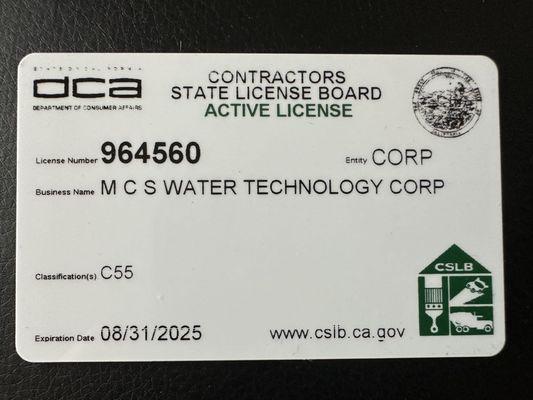 STATE OF CALIFORNIA
dca
DEPARTMENT OF CONSUMER AFFAIRS
CONTRACTORS
STATE LICENSE BOARD
ACTIVE LICENSE
License Number 964560
Entity CORP
Business Name M C S WATER TECHNOLOGY CORP
Classification(s) C55
CSLB
Expiration Date 08/31/2025
www.cslb.ca.gov